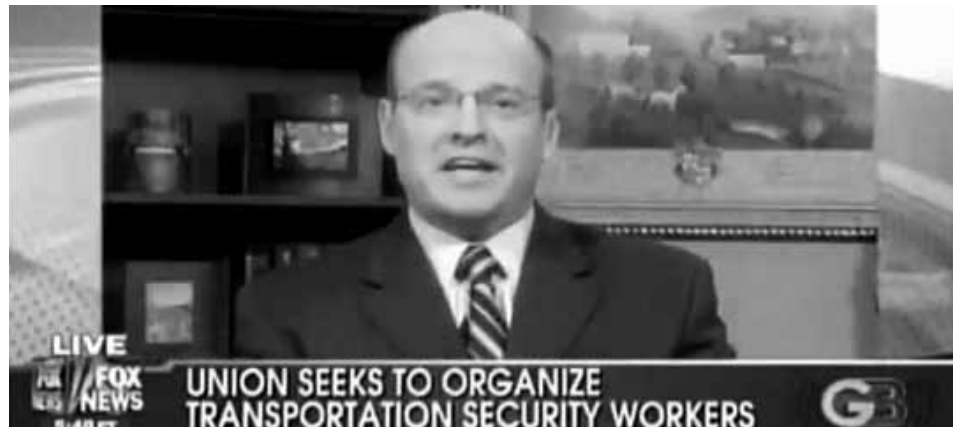 LIVE
FOX
NEWS
UNION SEEKS TO ORGANIZE
TRANSPORTATION SECURITY WORKERS
GB